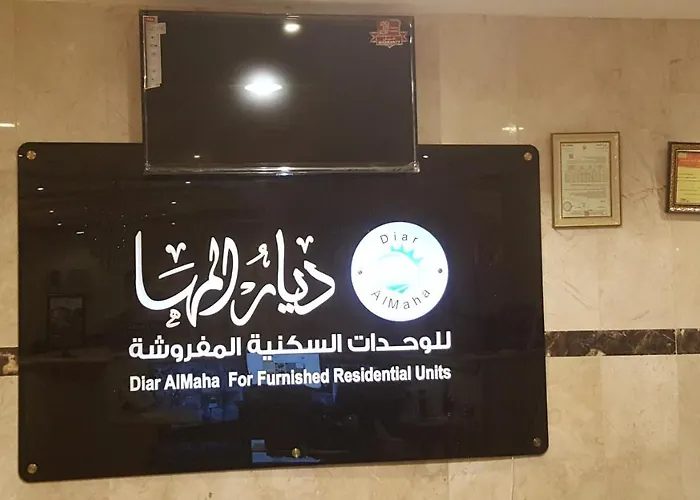 ديار المها
Diar
AlMaha
للوحدات السكنية المفروشة
Diar AlMaha For Furnished Residential Units